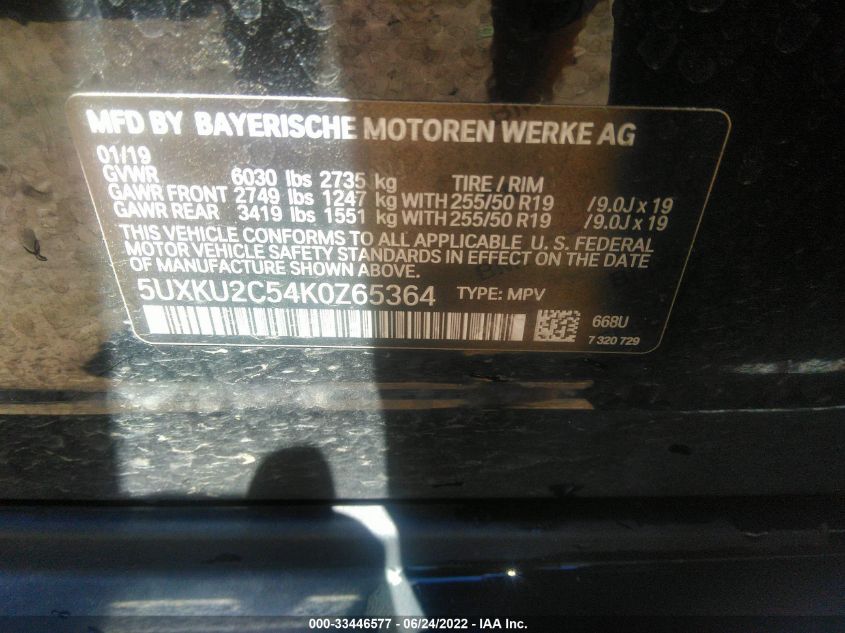 MFD BY BAYERISCHE MOTOREN WERKE AG
01/19
GVWR 6030 lbs 2735 kg TIRE / RIM
GAWR FRONT 2749 lbs 1247 kg WITH 255/50 R19 /9.0J x 19
GAWR REAR 3419 lbs 1551 kg WITH 255/50 R19 /9.0J x 19
THIS VEHICLE CONFORMS TO ALL APPLICABLE U. S. FEDERAL
MOTOR VEHICLE SAFETY STANDARDS IN EFFECT ON THE DATE
OF MANUFACTURE SHOWN ABOVE.
5UXKU2C54K0Z65364 TYPE: MPV
668U
7 320 729
000-33446577 - 06/24/2022 - IAA Inc.